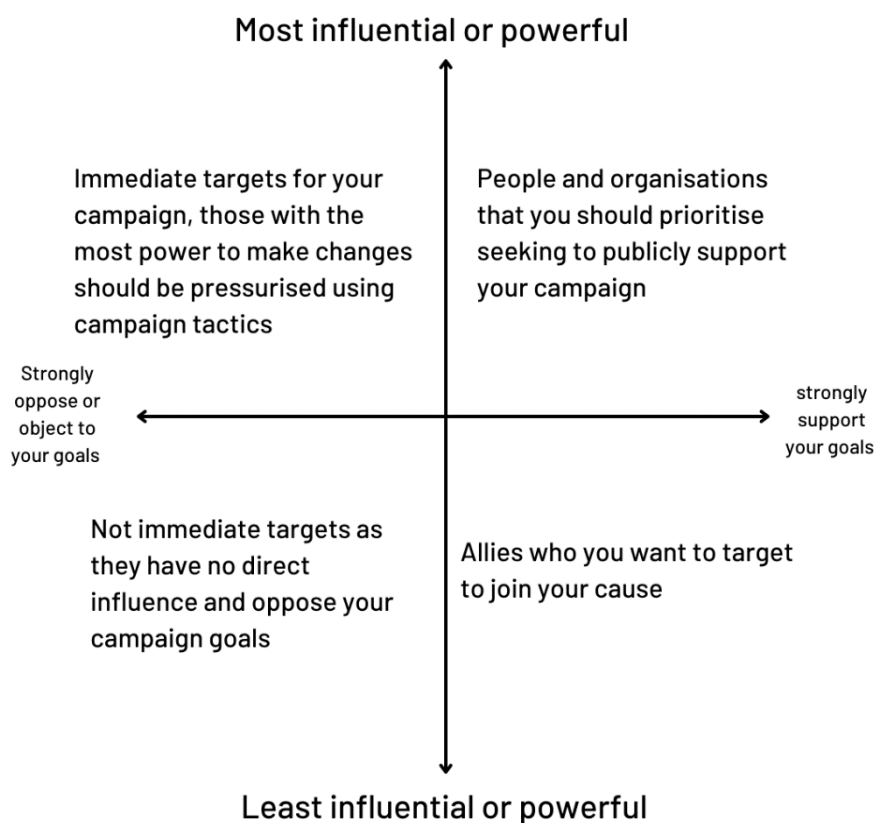 Most influential or powerful
Immediate targets for your
campaign, those with the
most power to make changes
should be pressurised using
campaign tactics
People and organisations
that you should prioritise
seeking to publicly support
your campaign
Strongly
oppose or
object to
your goals
strongly
support
your goals
Not immediate targets as
they have no direct
influence and oppose your
campaign goals
Allies who you want to target
to join your cause
Least influential or powerful